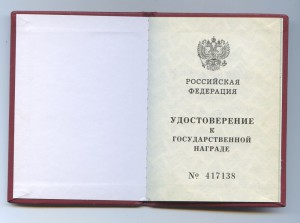 РОССИЙСКАЯ
ФЕДЕРАЦИЯ
УДОСТОВЕРЕНИЕ
К
ГОСУДАРСТВЕННОЙ
НАГРАДЕ
№ 417138